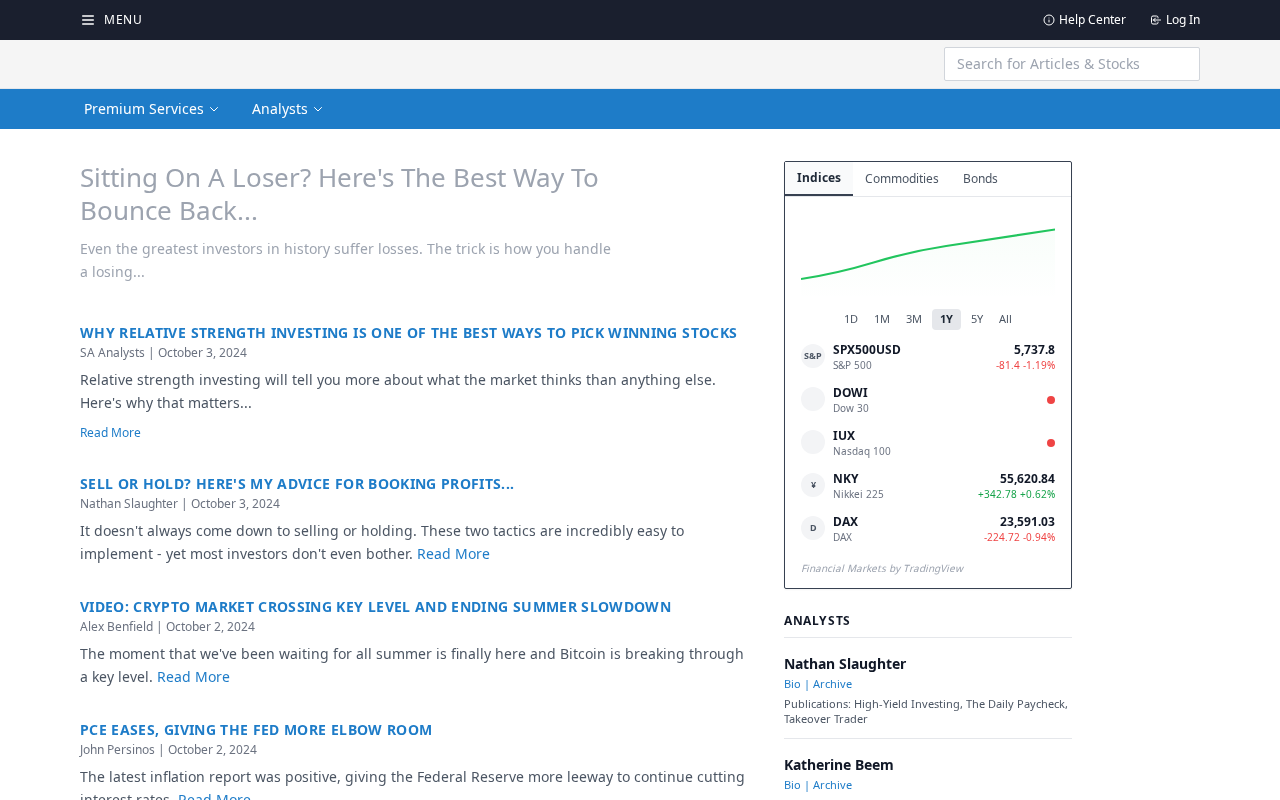 MENU
Help Center
Log In
Search for Articles & Stocks
Premium Services
Analysts
Sitting On A Loser? Here's The Best Way To
Bounce Back...
Even the greatest investors in history suffer losses. The trick is how you handle
a losing...
WHY RELATIVE STRENGTH INVESTING IS ONE OF THE BEST WAYS TO PICK WINNING STOCKS
SA Analysts | October 3, 2024
Relative strength investing will tell you more about what the market thinks than anything else.
Here's why that matters...
Read More
SELL OR HOLD? HERE'S MY ADVICE FOR BOOKING PROFITS...
Nathan Slaughter | October 3, 2024
It doesn't always come down to selling or holding. These two tactics are incredibly easy to
implement - yet most investors don't even bother. Read More
VIDEO: CRYPTO MARKET CROSSING KEY LEVEL AND ENDING SUMMER SLOWDOWN
Alex Benfield | October 2, 2024
The moment that we've been waiting for all summer is finally here and Bitcoin is breaking through
a key level. Read More
PCE EASES, GIVING THE FED MORE ELBOW ROOM
John Persinos | October 2, 2024
The latest inflation report was positive, giving the Federal Reserve more leeway to continue cutting
interest rates. Read More
Indices
Commodities
Bonds
1D 1M 3M 1Y 5Y All
S&P
SPX500USD
5,737.8
S&P 500
-81.4 -1.19%
DOWI
Dow 30
IUX
Nasdaq 100
¥
NKY
55,620.84
Nikkei 225
+342.78 +0.62%
D
DAX
23,591.03
DAX
-224.72 -0.94%
Financial Markets by TradingView
ANALYSTS
Nathan Slaughter
Bio | Archive
Publications: High-Yield Investing, The Daily Paycheck,
Takeover Trader
Katherine Beem
Bio | Archive